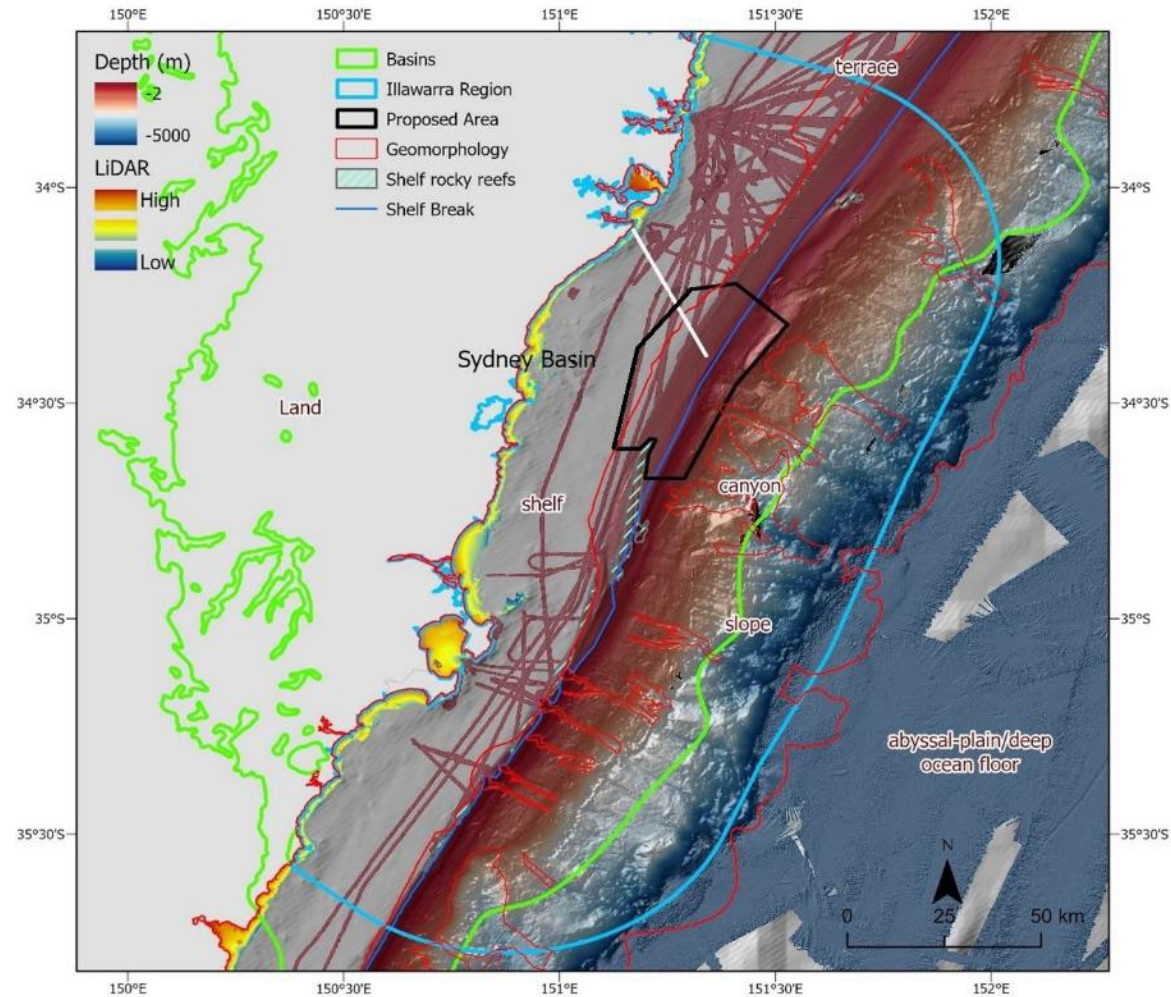 150°E
150°30'E
151°E
151°30'E
152°E
Depth (m)
-2
-5000
LiDAR
High
Low
Basins
Illawarra Region
Proposed Area
Geomorphology
Shelf rocky reefs
Shelf Break
terrace
34°S
34°S
Sydney Basin
Land
34°30'S
34°30'S
shelf
canyon
35°S
35°S
slope
abyssal-plain/deep
ocean floor
35°30'S
35°30'S
N
0
25
50 km
150°E
150°30'E
151°E
151°30'E
152°E